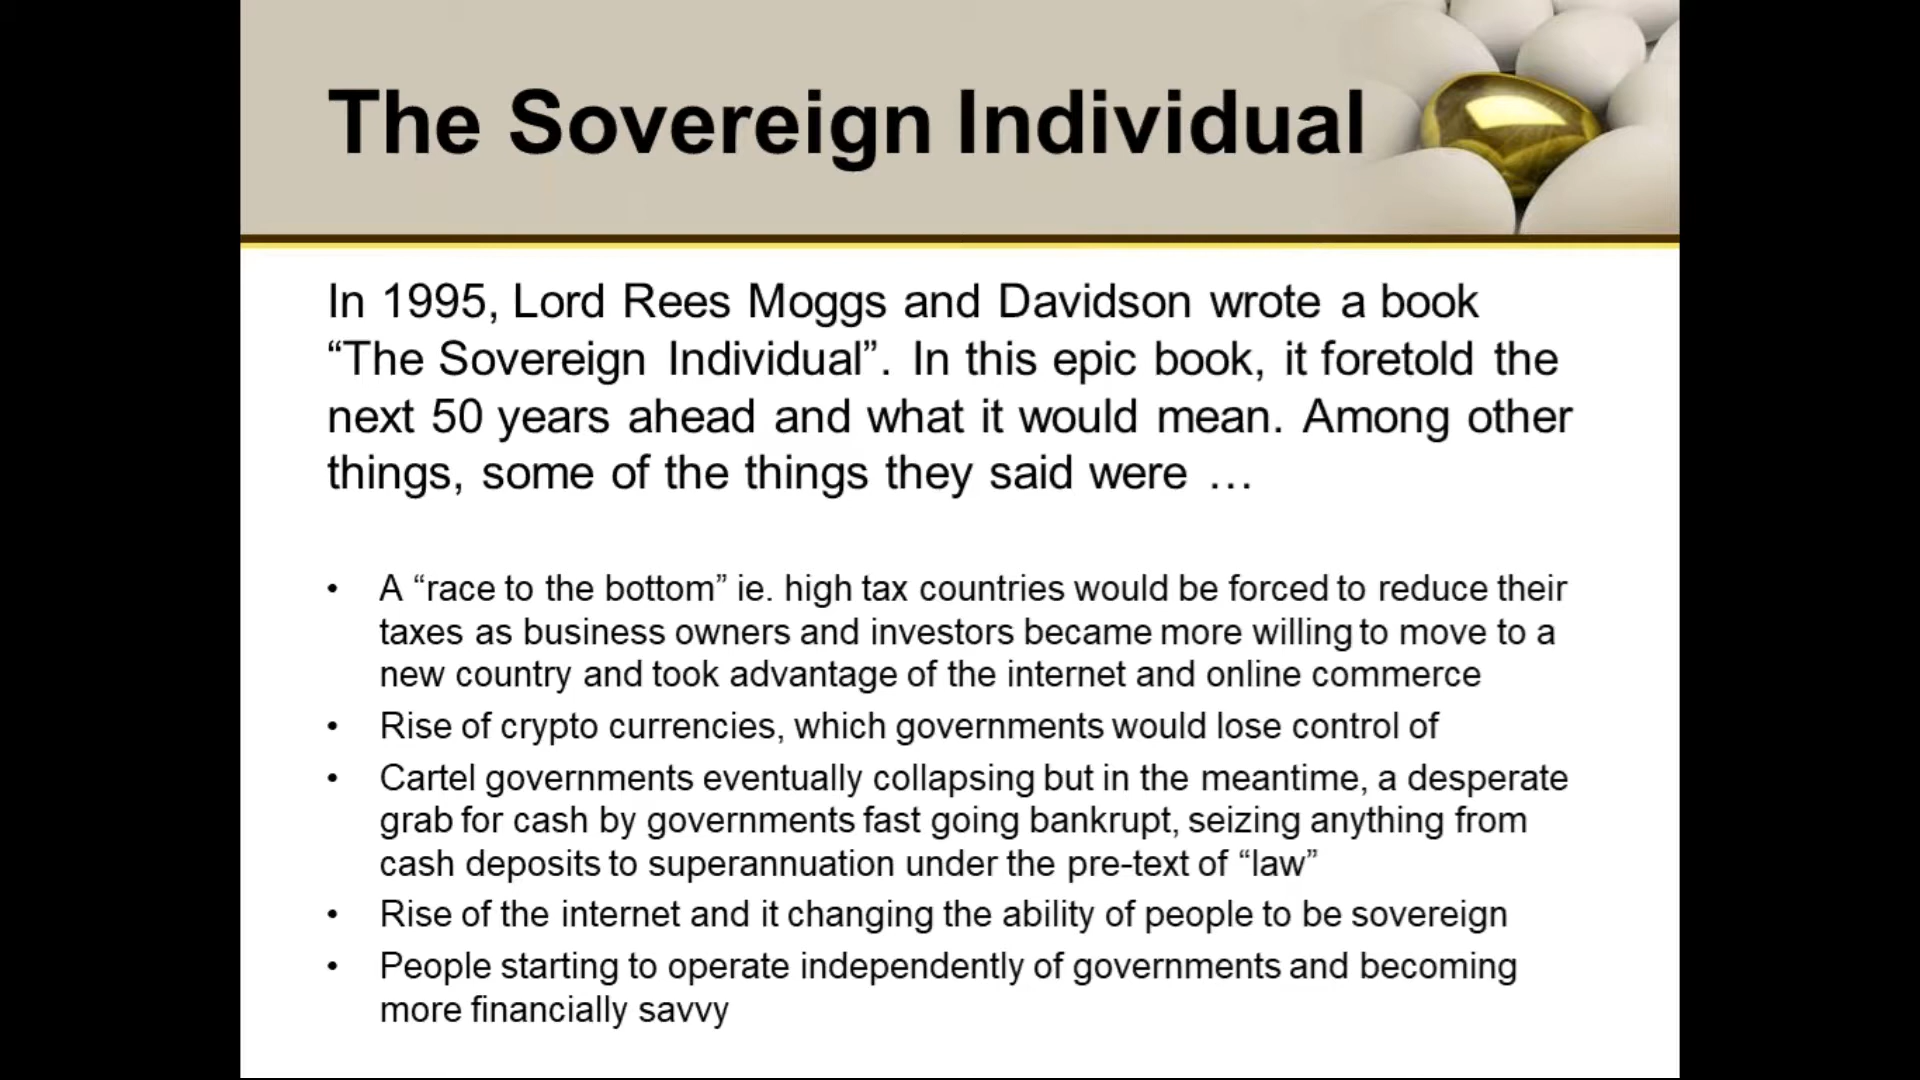 The Sovereign Individual
In 1995, Lord Rees Moggs and Davidson wrote a book
“The Sovereign Individual”. In this epic book, it foretold the
next 50 years ahead and what it would mean. Among other
things, some of the things they said were …
• A “race to the bottom” ie. high tax countries would be forced to reduce their
taxes as business owners and investors became more willing to move to a
new country and took advantage of the internet and online commerce
• Rise of crypto currencies, which governments would lose control of
• Cartel governments eventually collapsing but in the meantime, a desperate
grab for cash by governments fast going bankrupt, seizing anything from
cash deposits to superannuation under the pre-text of “law”
• Rise of the internet and it changing the ability of people to be sovereign
• People starting to operate independently of governments and becoming
more financially savvy